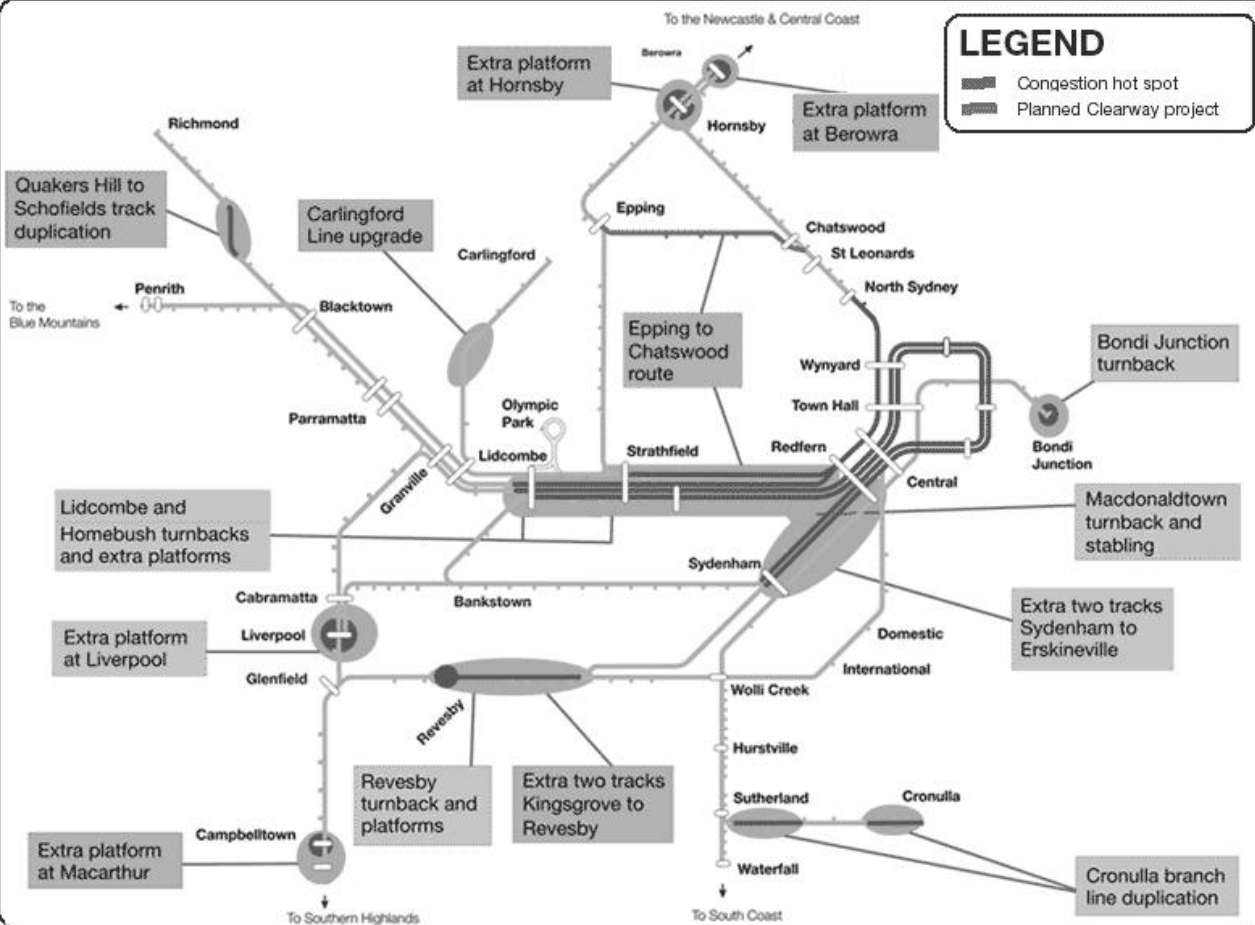 To the Newcastle & Central Coast
LEGEND
Congestion hot spot
Planned Clearway project
Berowra
Extra platform
at Hornsby
Extra platform
at Berowra
Hornsby
Richmond
Quakers Hill to
Schofields track
duplication
Carlingford
Line upgrade
Epping
Chatswood
St Leonards
Carlingford
North Sydney
Penrith
To the
Blue Mountains
Blacktown
Epping to
Chatswood
route
Bondi Junction
turnback
Wynyard
Town Hall
Parramatta
Olympic
Park
Lidcombe
Strathfield
Redfern
Bondi
Junction
Granville
Central
Lidcombe and
Homebush turnbacks
and extra platforms
Macdonaldtown
turnback and
stabling
Sydenham
Cabramatta
Bankstown
Extra two tracks
Sydenham to
Erskineville
Extra platform
at Liverpool
Liverpool
Domestic
International
Glenfield
Wolli Creek
Revesby
Hurstville
Revesby
turnback and
platforms
Extra two tracks
Kingsgrove to
Revesby
Sutherland
Cronulla
Campbelltown
Extra platform
at Macarthur
Waterfall
Cronulla branch
line duplication
To Southern Highlands
To South Coast